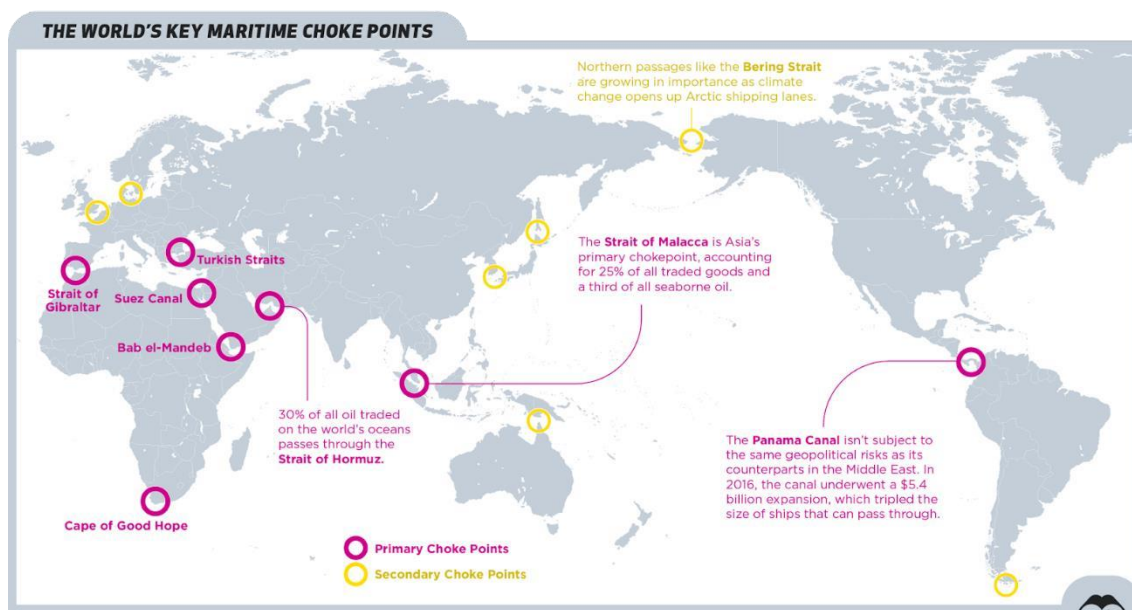 THE WORLD'S KEY MARITIME CHOKE POINTS
Northern passages like the Bering Strait
are growing in importance as climate
change opens up Arctic shipping lanes.
The Strait of Malacca is Asia's
primary chokepoint, accounting
for 25% of all traded goods and
a third of all seaborne oil.
Turkish Straits
Strait of
Gibraltar
Suez Canal
Bab el-Mandeb
30% of all oil traded
on the world's oceans
passes through the
Strait of Hormuz.
The Panama Canal isn't subject to
the same geopolitical risks as its
counterparts in the Middle East. In
2016, the canal underwent a $5.4
billion expansion, which tripled the
size of ships that can pass through.
Cape of Good Hope
Primary Choke Points
Secondary Choke Points